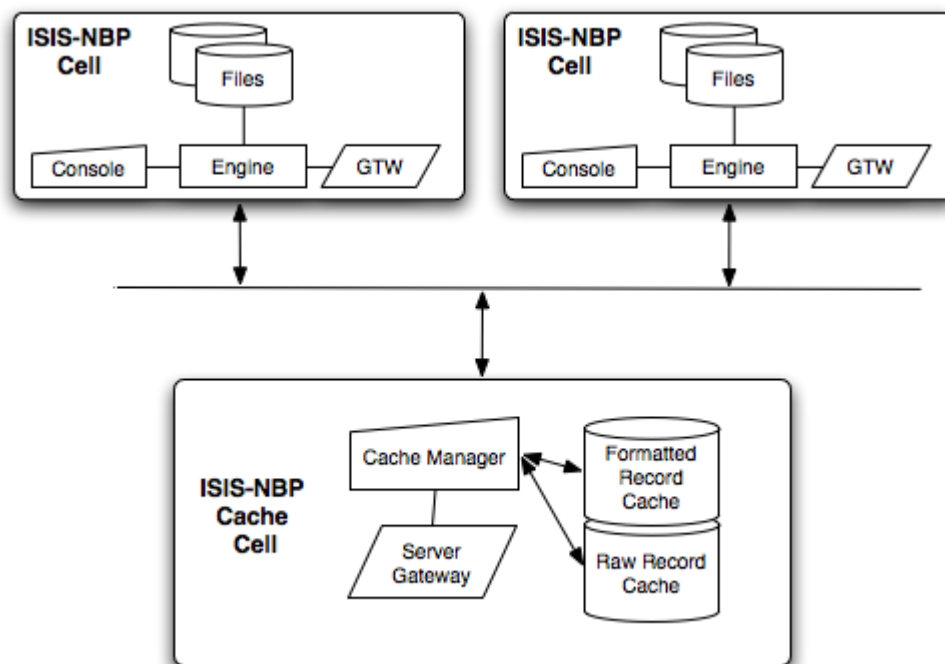 ISIS-NBP
Cell
Files
Console
Engine
GTW
ISIS-NBP
Cell
Files
Console
Engine
GTW
ISIS-NBP
Cache
Cell
Cache Manager
Server
Gateway
Formatted
Record
Cache
Raw Record
Cache